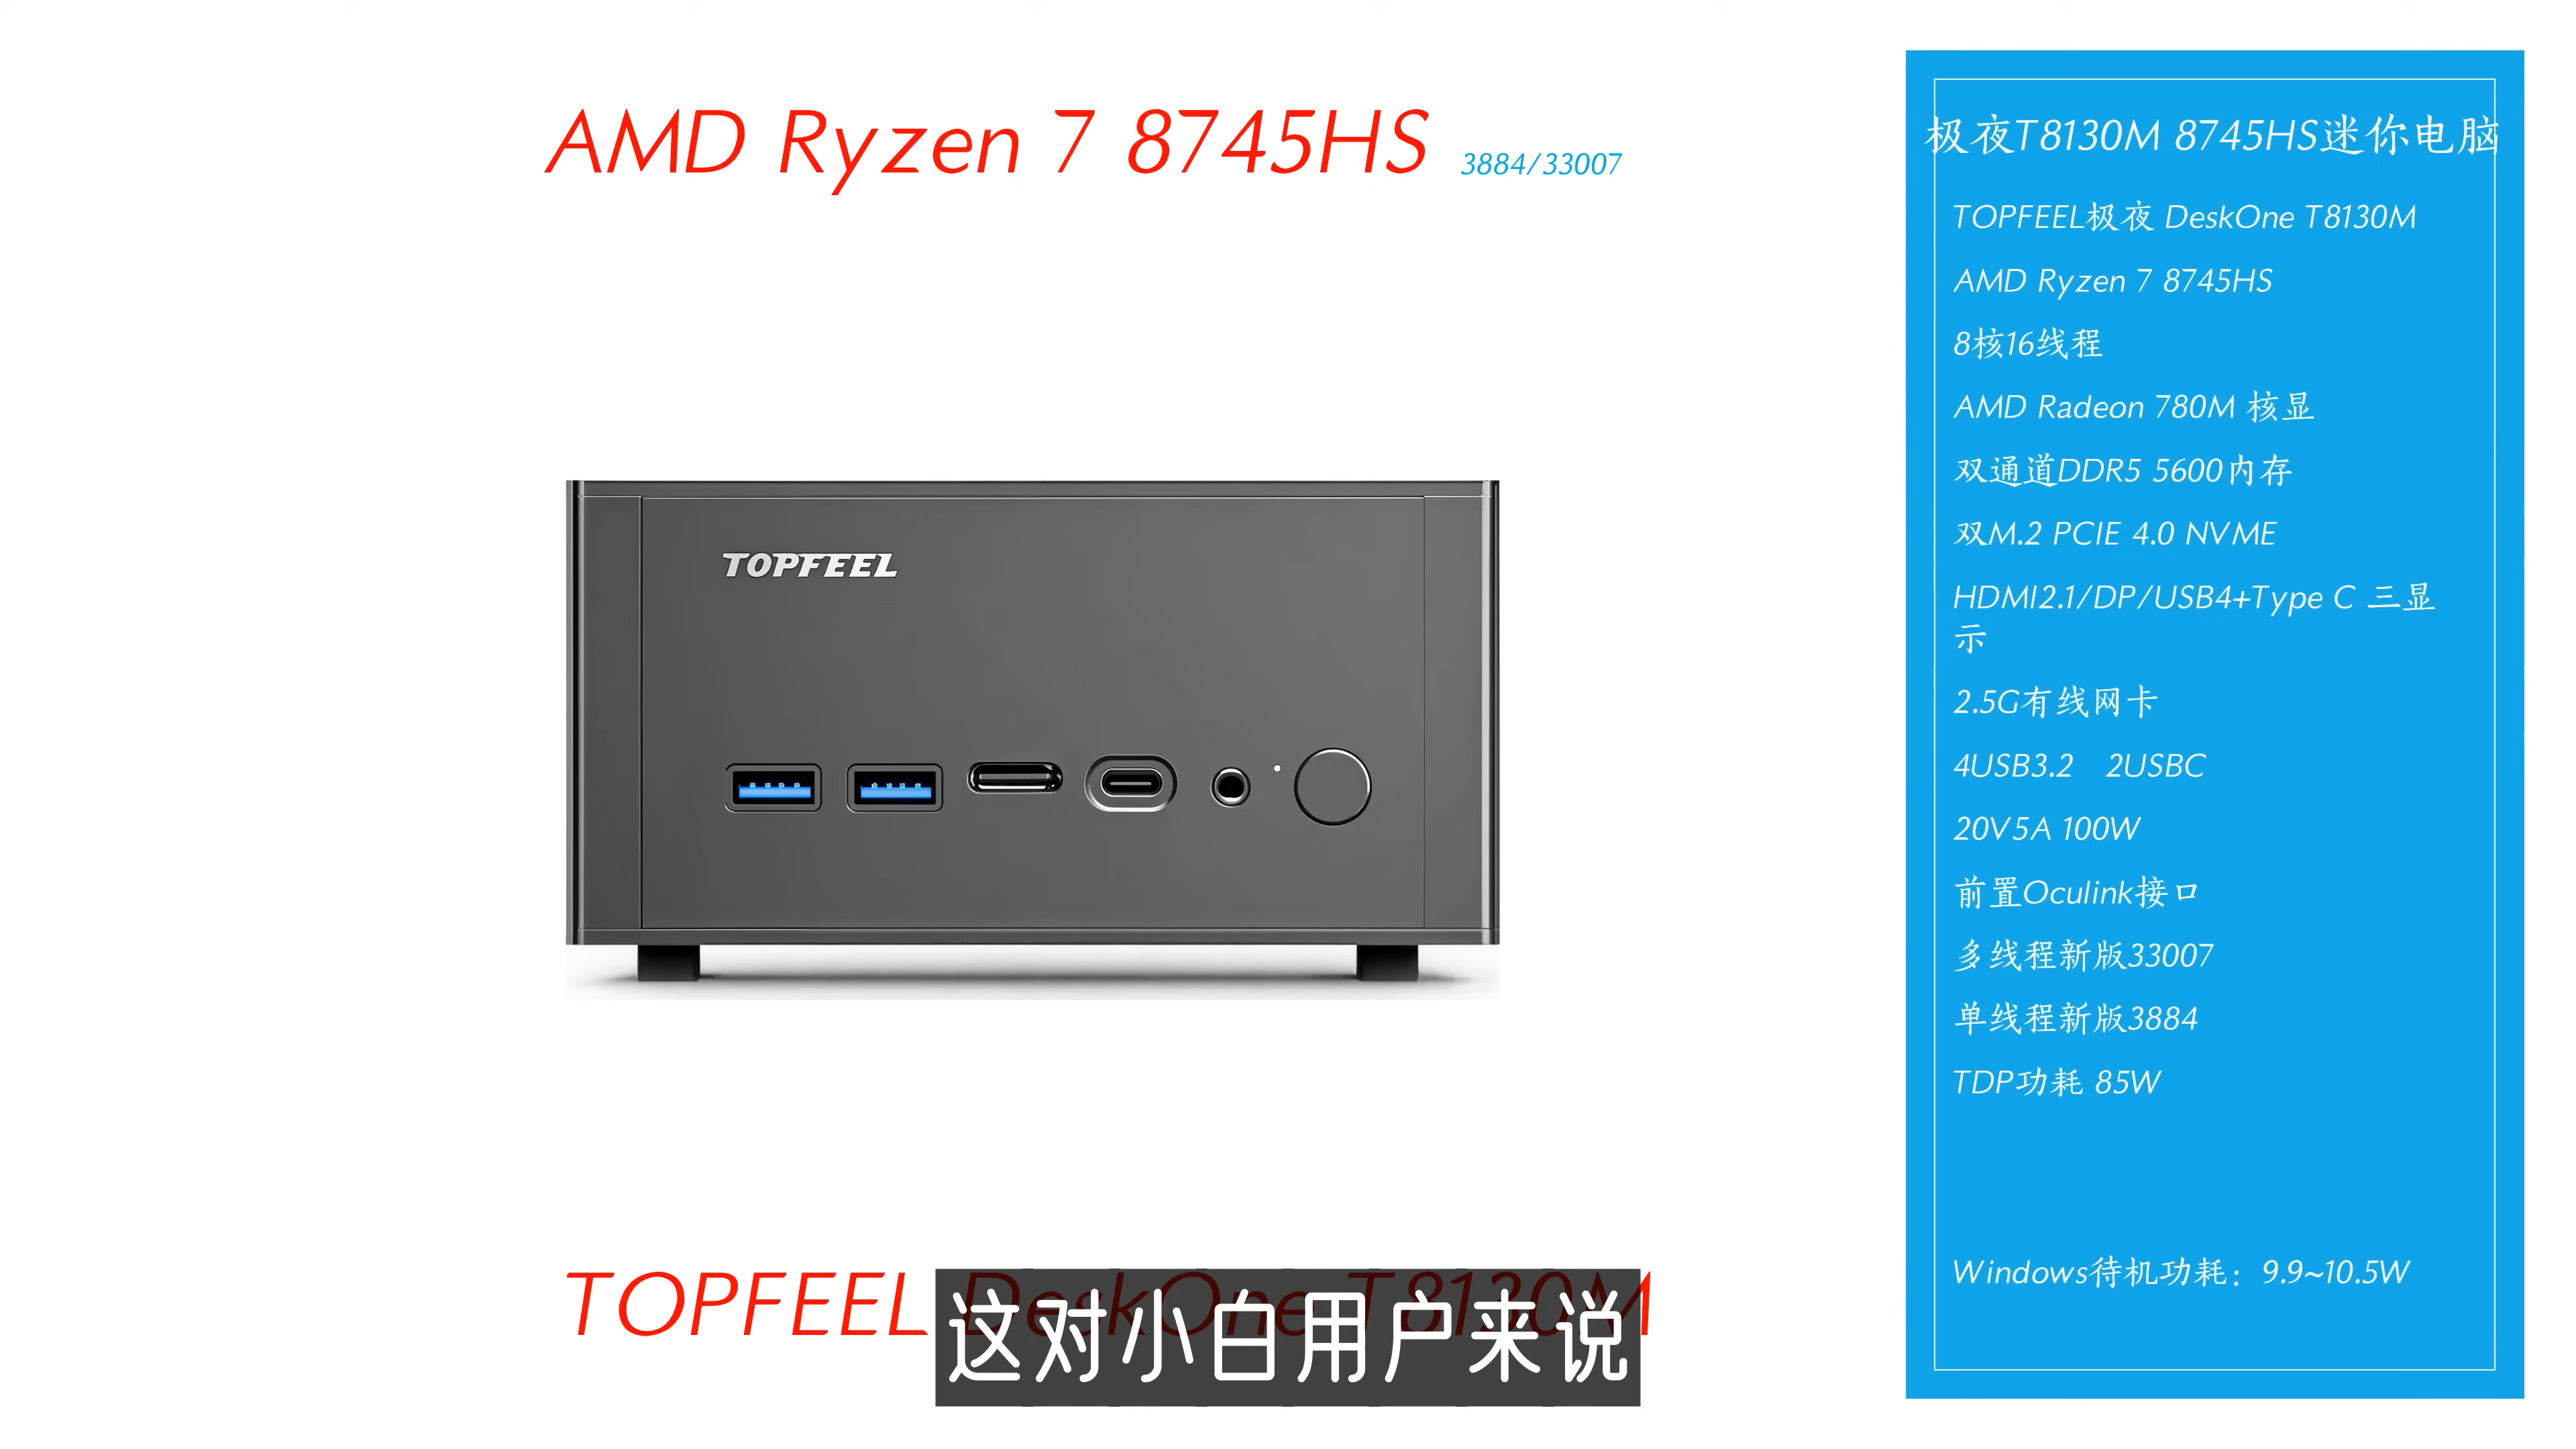 AMD Ryzen 7 8745HS 3884/33007
TOPFEEL
TOPFEEL DeskOne T8130M
这对小白用户来说
极夜T8130M 8745HS迷你电脑
TOPFEEL极夜 DeskOne T8130M
AMD Ryzen 7 8745HS
8核16线程
AMD Radeon 780M 核显
双通道DDR5 5600内存
双M.2 PCIE 4.0 NVME
HDMI2.1/DP/USB4+Type C 三显
示
2.5G有线网卡
4USB3.2 2USBC
20V5A 100W
前置Oculink接口
多线程新版33007
单线程新版3884
TDP功耗 85W
Windows待机功耗：9.9~10.5W